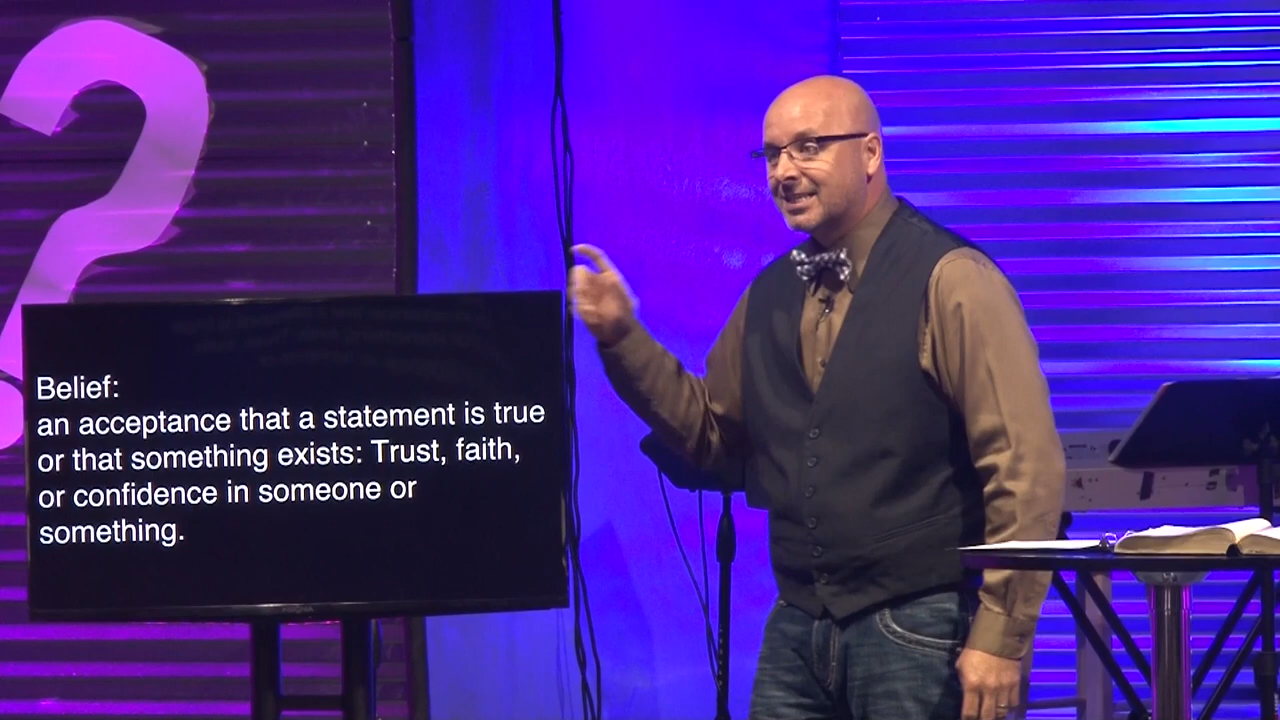 ?
Belief:
an acceptance that a statement is true
or that something exists: Trust, faith,
or confidence in someone or
something.